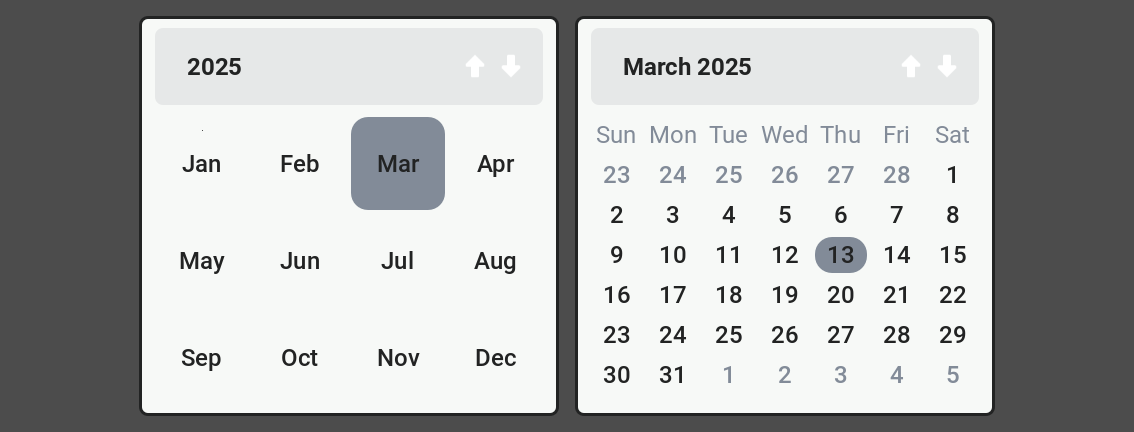 2025
Jan Feb Mar Apr
May Jun Jul Aug
Sep Oct Nov Dec
March 2025
Sun Mon Tue Wed Thu Fri Sat
23 24 25 26 27 28 1
2 3 4 5 6 7 8
9 10 11 12 13 14 15
16 17 18 19 20 21 22
23 24 25 26 27 28 29
30 31 1 2 3 4 5